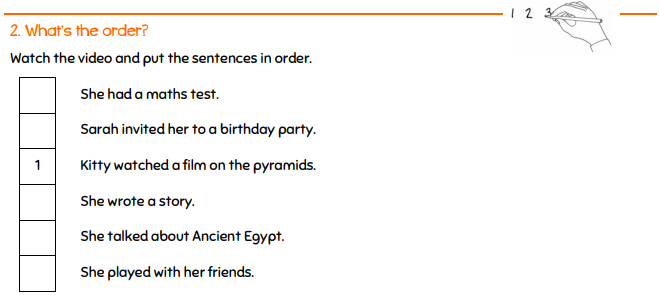 1 2 3
2. What's the order?
Watch the video and put the sentences in order.
She had a maths test.
Sarah invited her to a birthday party.
1 Kitty watched a film on the pyramids.
She wrote a story.
She talked about Ancient Egypt.
She played with her friends.